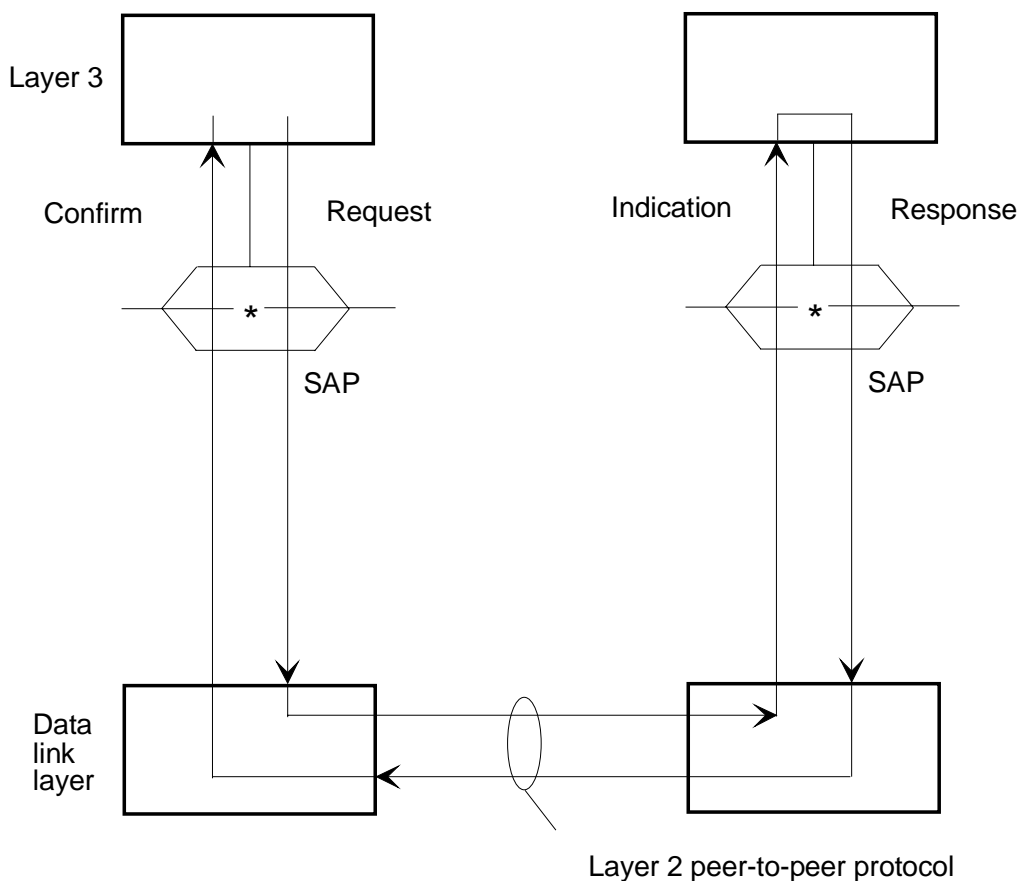 Layer 3
Confirm
Request
Indication
Response
*
*
SAP
SAP
Data
link
layer
Layer 2 peer-to-peer protocol